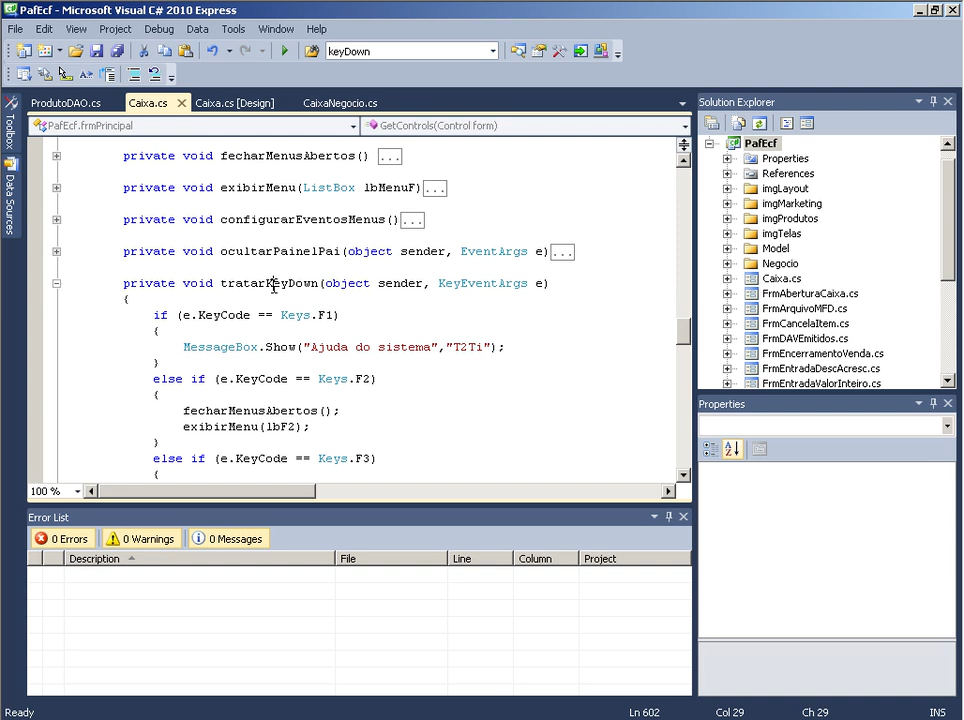 PafEcf - Microsoft Visual C# 2010 Express
File Edit View Project Debug Data Tools Window Help
keyDown
ProdutoDAO.cs Caixa.cs Caixa.cs [Design] CaixaNegocio.cs
PafEcf.frmPrincipal GetControls(Control form)
Toolbox
Data Sources
private void fecharMenusAbertos() ...
private void exibirMenu(ListBox lbMenuF) ...
private void configurarEventosMenus() ...
private void ocultarPainelPai(object sender, EventArgs e) ...
private void tratarKeyDown(object sender, KeyEventArgs e)
{
if (e.KeyCode == Keys.F1)
{
MessageBox.Show("Ajuda do sistema","T2Ti");
}
else if (e.KeyCode == Keys.F2)
{
fecharMenusAbertos();
exibirMenu(lbF2);
}
else if (e.KeyCode == Keys.F3)
{
100 %
Solution Explorer
PafEcf
Properties
References
imgLayout
imgMarketing
imgProdutos
imgTelas
Model
Negocio
Caixa.cs
FrmAberturaCaixa.cs
FrmArquivoMFD.cs
FrmCancelaItem.cs
FrmDAVEmitidos.cs
FrmEncerramentoVenda.cs
FrmEntradaDescAcresc.cs
FrmEntradaValorInteiro.cs
Properties
Error List
0 Errors 0 Warnings 0 Messages
Description File Line Column Project
Ready Ln 602 Col 29 Ch 29 INS